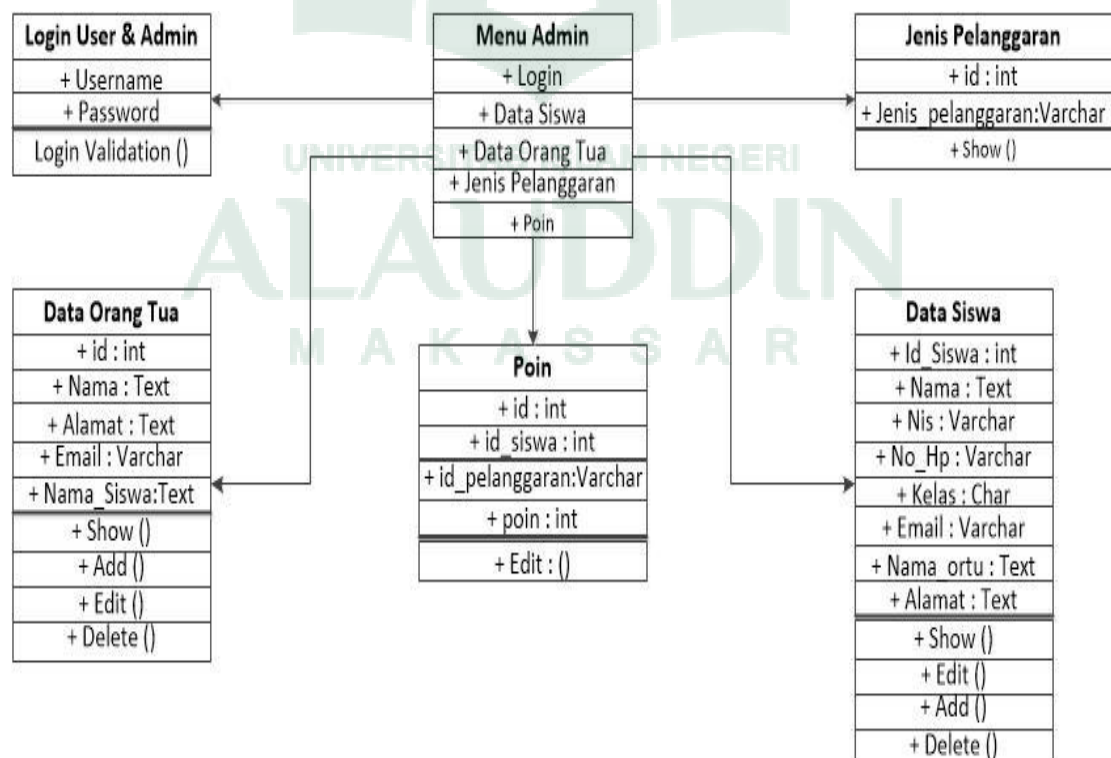 Login User & Admin
+ Username
+ Password
Login Validation ()
Menu Admin
+ Login
+ Data Siswa
+ Data Orang Tua
+ Jenis Pelanggaran
+ Poin
Jenis Pelanggaran
+ id : int
+ Jenis_pelanggaran:Varchar
+ Show ()
UNIVERSITAS ISLAM NEGERI
ALAUDDIN
MAKASSAR
Data Orang Tua
+ id : int
+ Nama : Text
+ Alamat : Text
+ Email : Varchar
+ Nama_Siswa:Text
+ Show ()
+ Add ()
+ Edit ()
+ Delete ()
Poin
+ id : int
+ id_siswa : int
+ id_pelanggaran:Varchar
+ poin : int
+ Edit : ()
Data Siswa
+ Id_Siswa : int
+ Nama : Text
+ Nis : Varchar
+ No_Hp : Varchar
+ Kelas : Char
+ Email : Varchar
+ Nama_ortu : Text
+ Alamat : Text
+ Show ()
+ Edit ()
+ Add ()
+ Delete ()